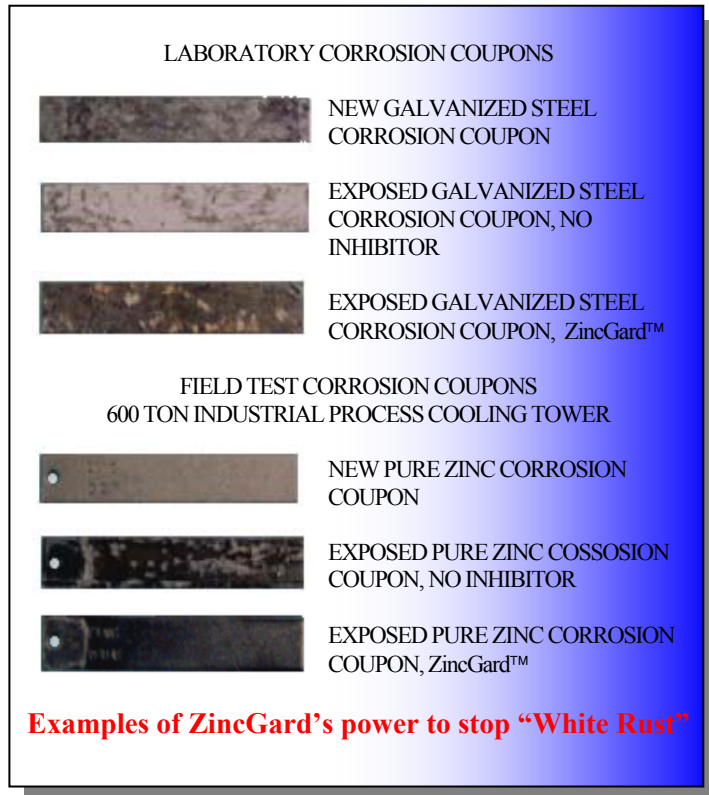 LABORATORY CORROSION COUPONS
NEW GALVANIZED STEEL
CORROSION COUPON
EXPOSED GALVANIZED STEEL
CORROSION COUPON, NO
INHIBITOR
EXPOSED GALVANIZED STEEL
CORROSION COUPON, ZincGard™
FIELD TEST CORROSION COUPONS
600 TON INDUSTRIAL PROCESS COOLING TOWER
NEW PURE ZINC CORROSION
COUPON
EXPOSED PURE ZINC COSSOSION
COUPON, NO INHIBITOR
EXPOSED PURE ZINC CORROSION
COUPON, ZincGard™
Examples of ZincGard’s power to stop “White Rust”